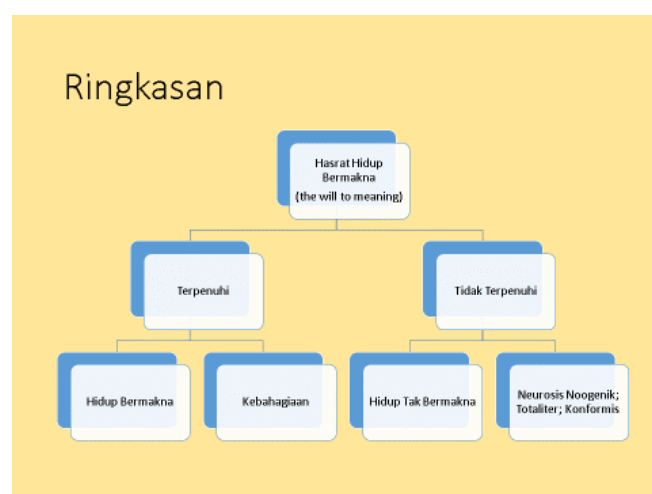 Ringkasan
Hasrat Hidup
Bermakna
(the will to meaning)
Terpenuhi
Tidak Terpenuhi
Hidup Bermakna
Kebahagiaan
Hidup Tak Bermakna
Neurosis Noogenik;
Totaliter; Konformis